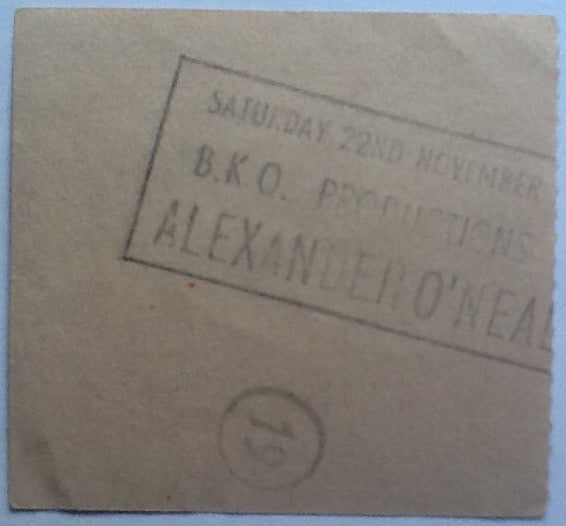 SATURDAY 22ND NOVEMBER
B.K O. PRODUCTIONS
ALEXANDER O'NEAL
19